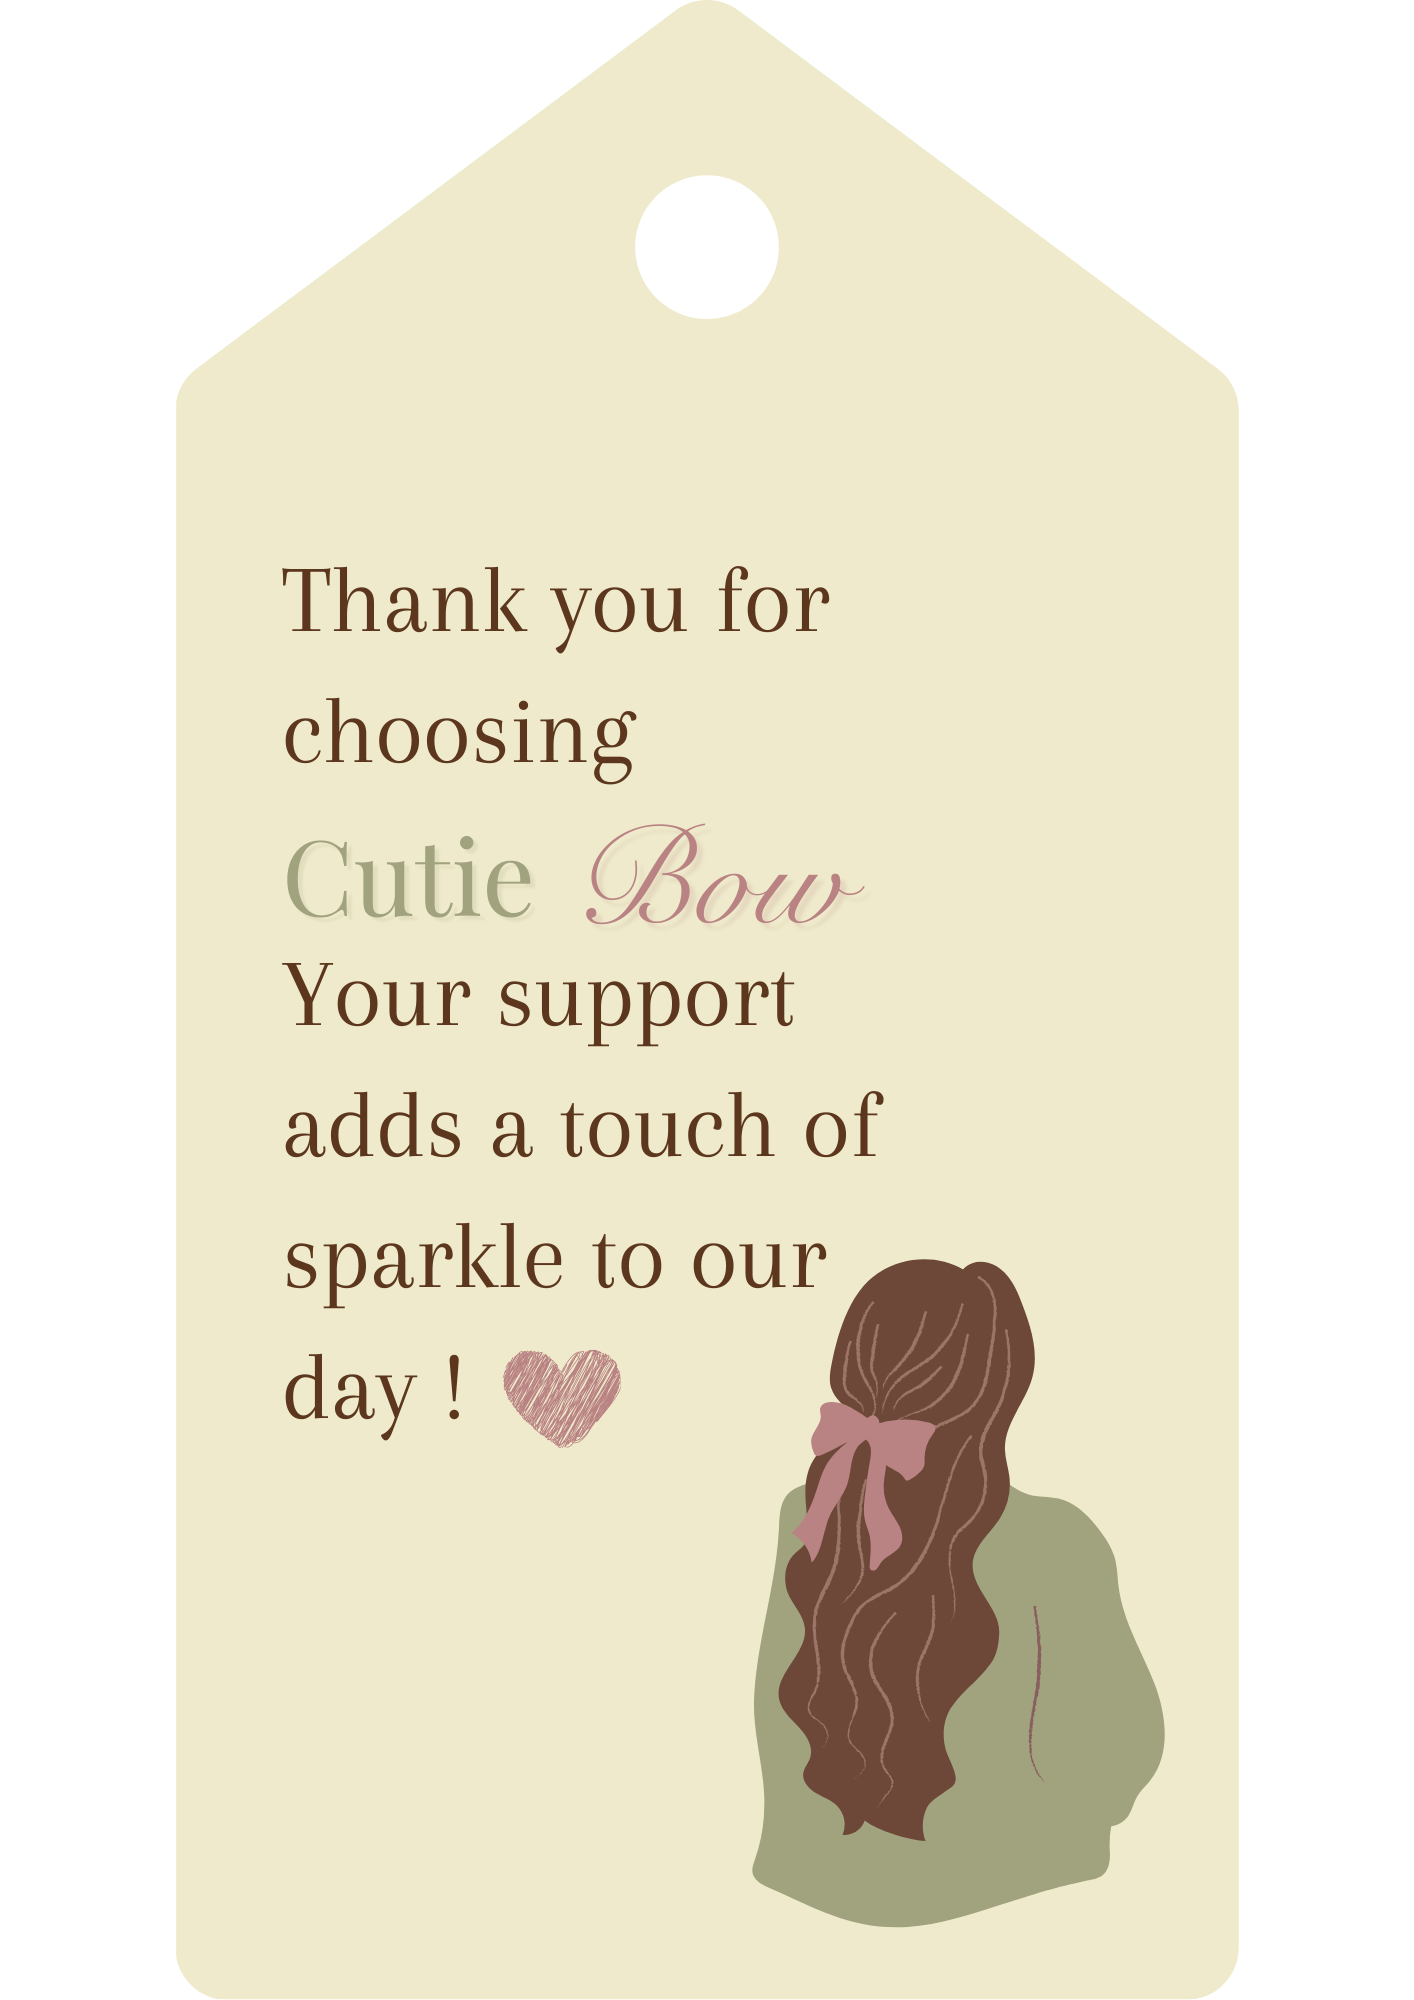 Thank you for
choosing
Cutie Bow
Your support
adds a touch of
sparkle to our
day !